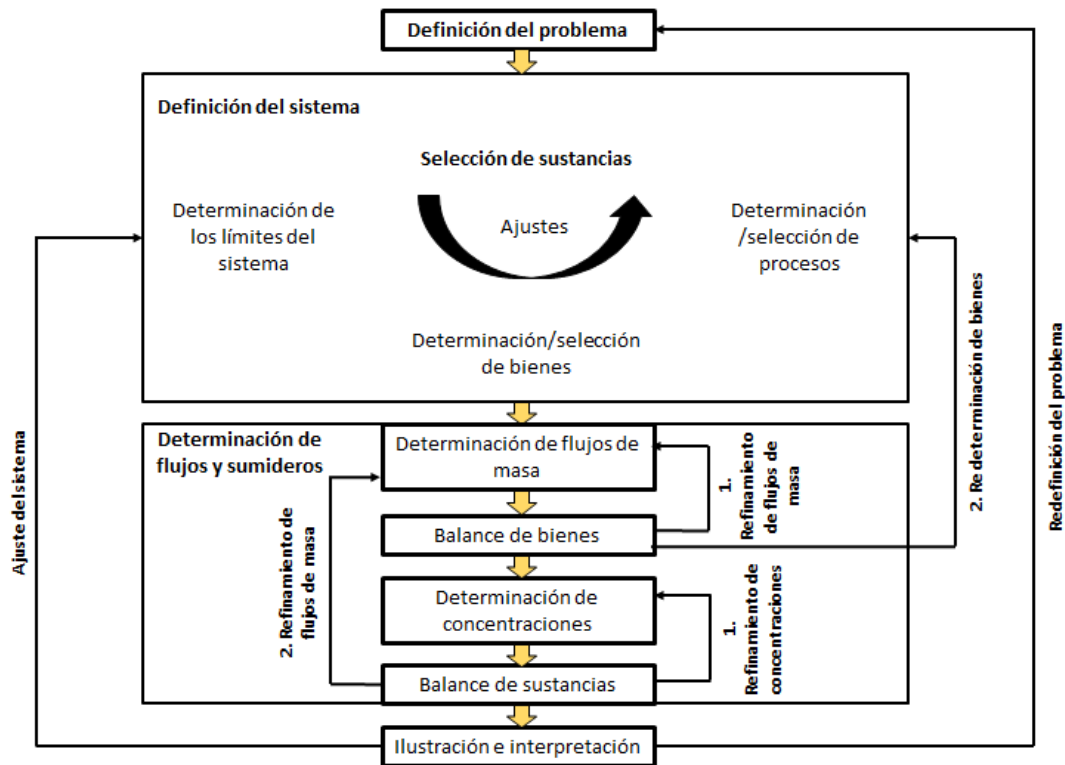 Definición del problema
Definición del sistema
Selección de sustancias
Determinación de
los límites del
sistema
Ajustes
Determinación
/selección de
procesos
Determinación/selección
de bienes
Determinación de
flujos y sumideros
Determinación de flujos de
masa
Balance de bienes
Determinación de
concentraciones
Balance de sustancias
Ilustración e interpretación
Ajuste del sistema
2. Refinamiento de
flujos de masa
1.
Refinamiento
de flujos de
masa
1.
Refinamiento de
concentraciones
2. Redeterminación de bienes
Redefinición del problema